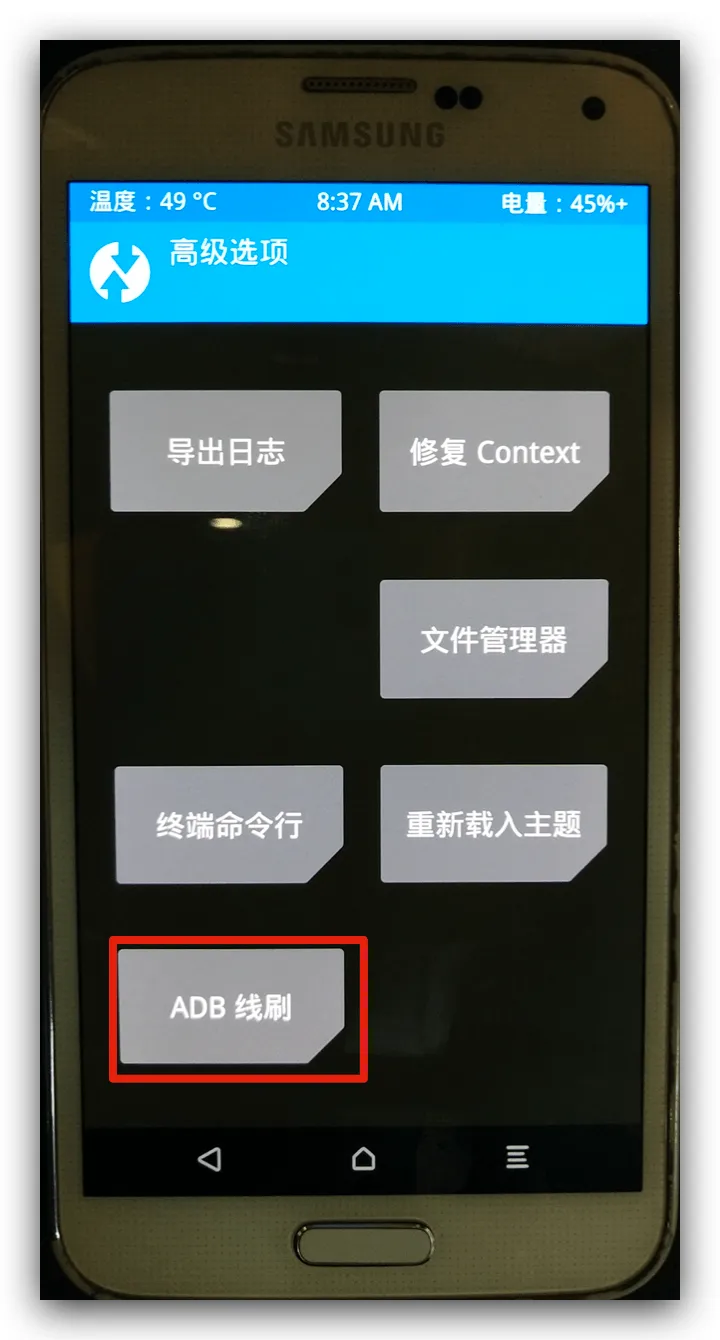 SAMSUNG
温度：49 °C 8:37 AM 电量：45%+
高级选项
导出日志 修复 Context
文件管理器
终端命令行 重新载入主题
ADB 线刷